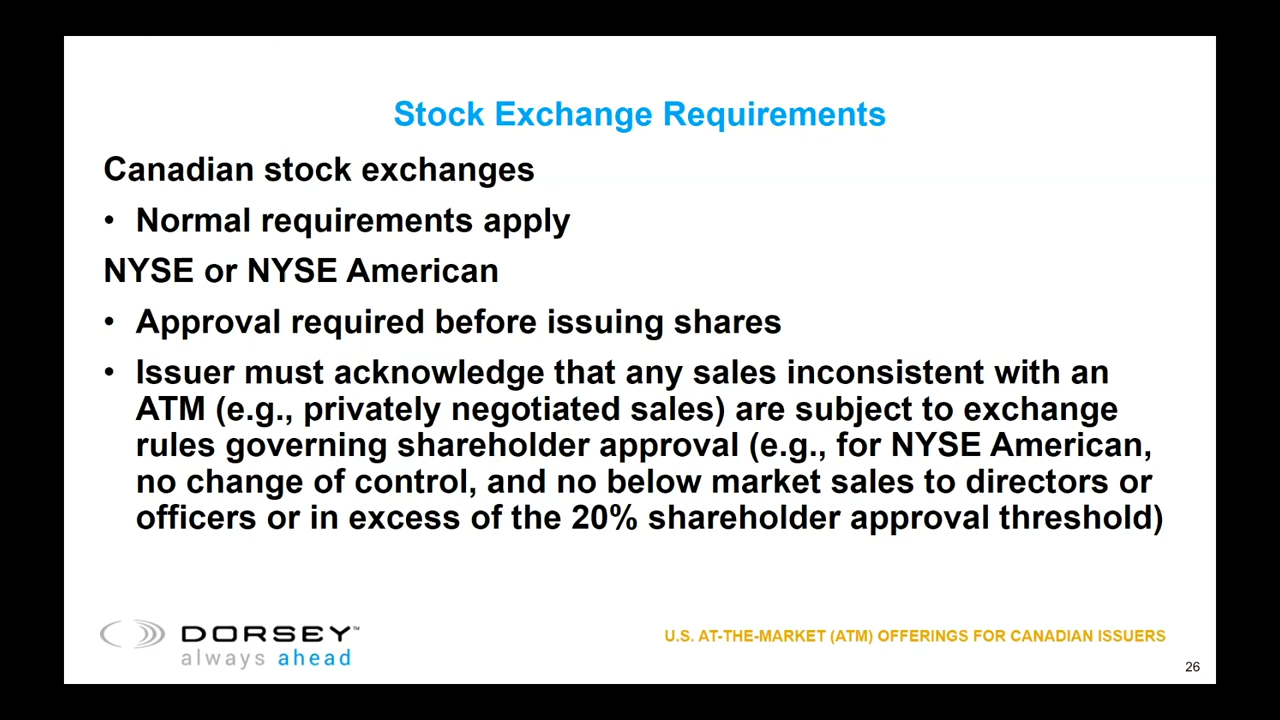 Stock Exchange Requirements
Canadian stock exchanges
• Normal requirements apply
NYSE or NYSE American
• Approval required before issuing shares
• Issuer must acknowledge that any sales inconsistent with an
ATM (e.g., privately negotiated sales) are subject to exchange
rules governing shareholder approval (e.g., for NYSE American,
no change of control, and no below market sales to directors or
officers or in excess of the 20% shareholder approval threshold)
DORSEY™
always ahead
U.S. AT-THE-MARKET (ATM) OFFERINGS FOR CANADIAN ISSUERS
26